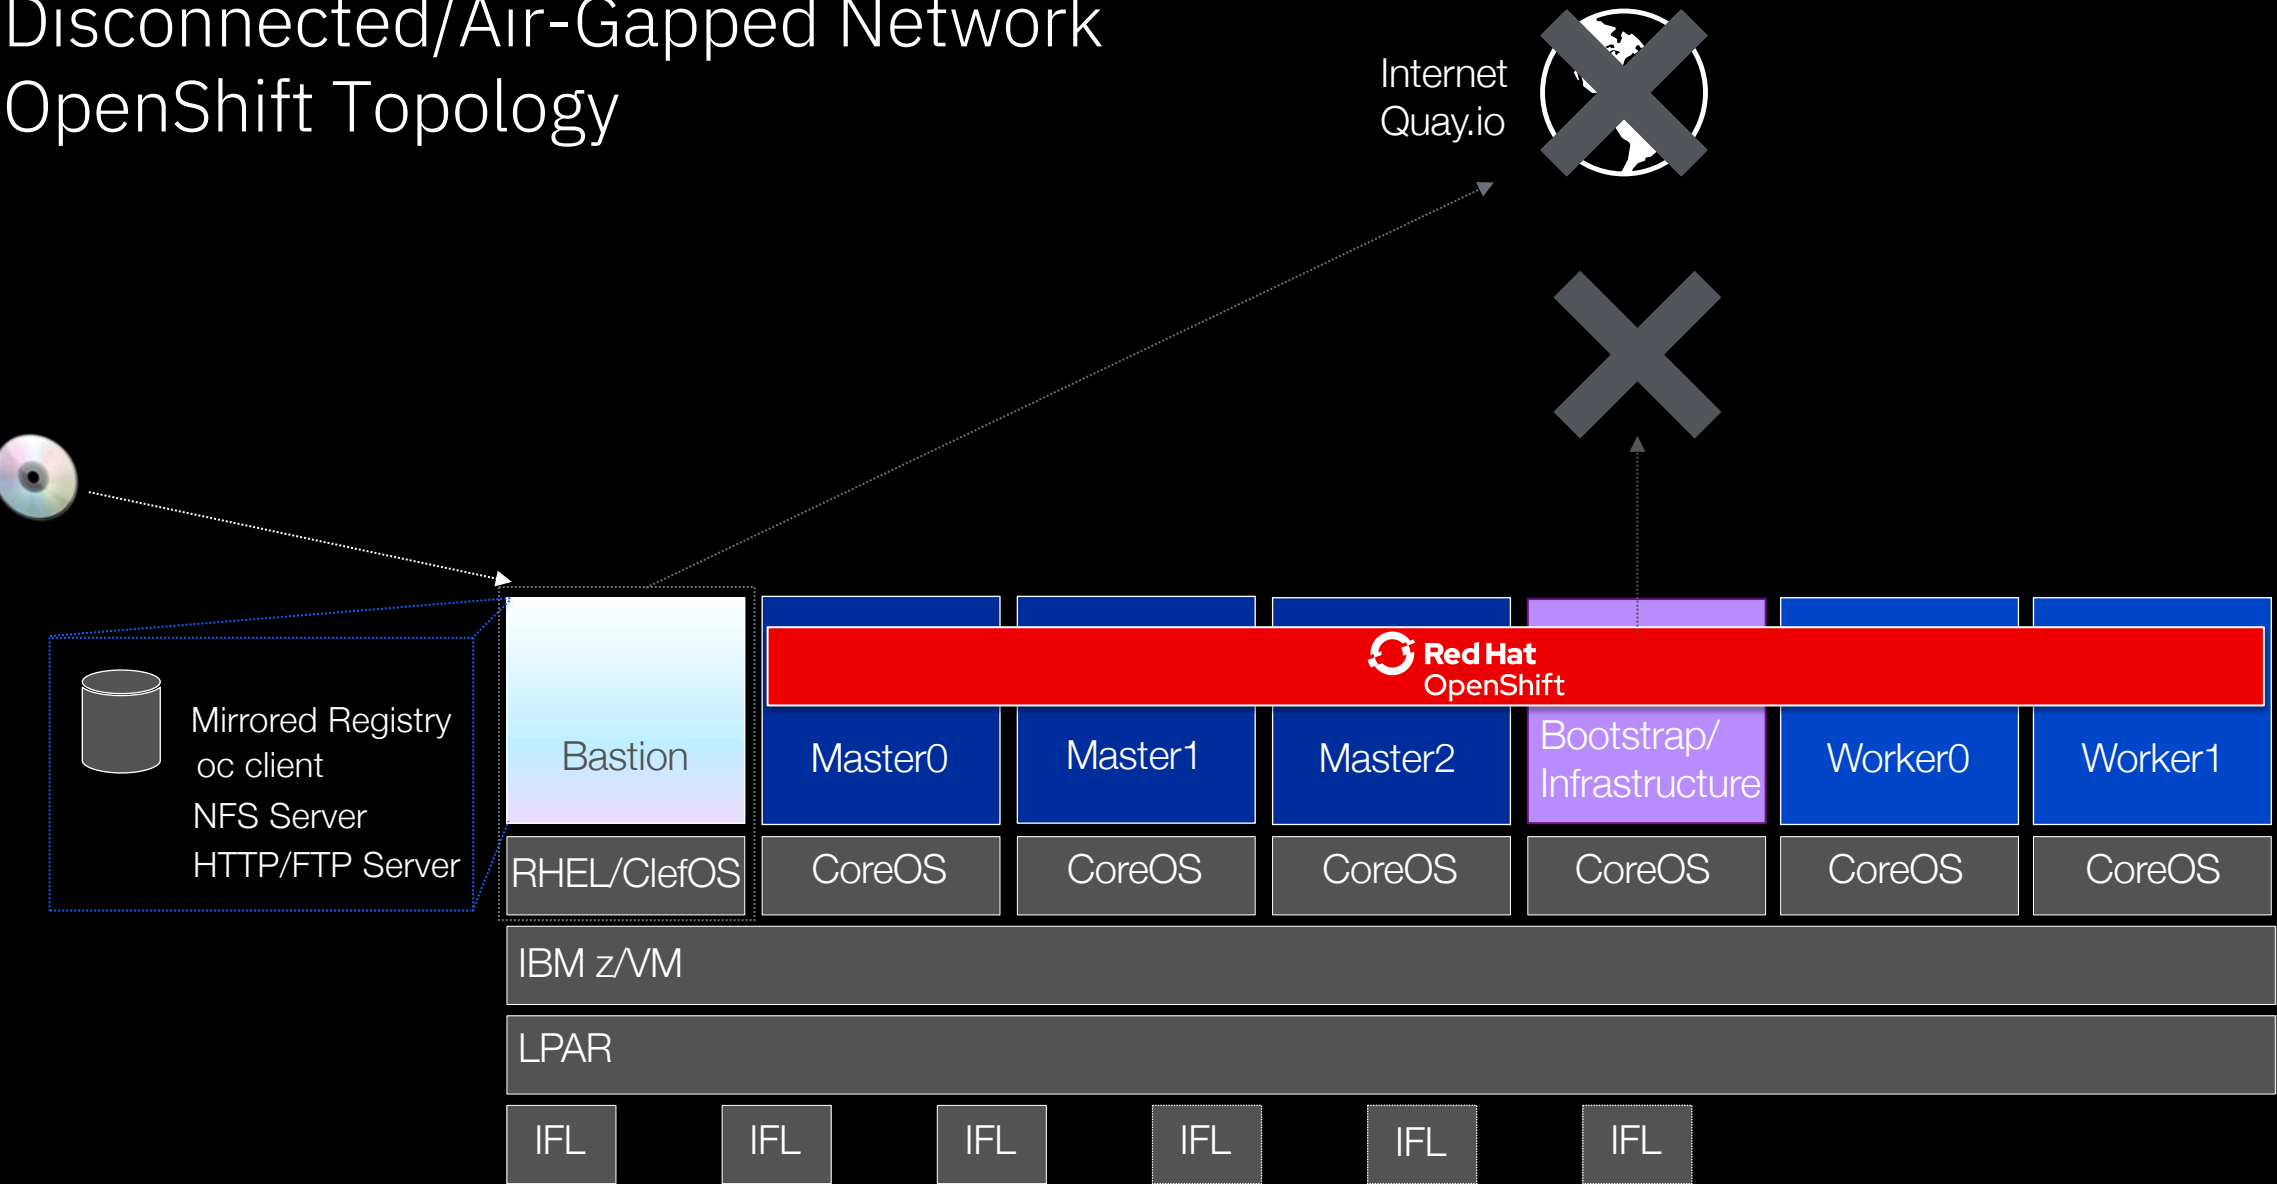 Disconnected/Air-Gapped Network
OpenShift Topology
Internet
Quay.io
Red Hat
OpenShift
Mirrored Registry
oc client
NFS Server
HTTP/FTP Server
Bastion
Master0
Master1
Master2
Bootstrap/
Infrastructure
Worker0
Worker1
RHEL/ClefOS
CoreOS
CoreOS
CoreOS
CoreOS
CoreOS
CoreOS
IBM z/VM
LPAR
IFL
IFL
IFL
IFL
IFL
IFL